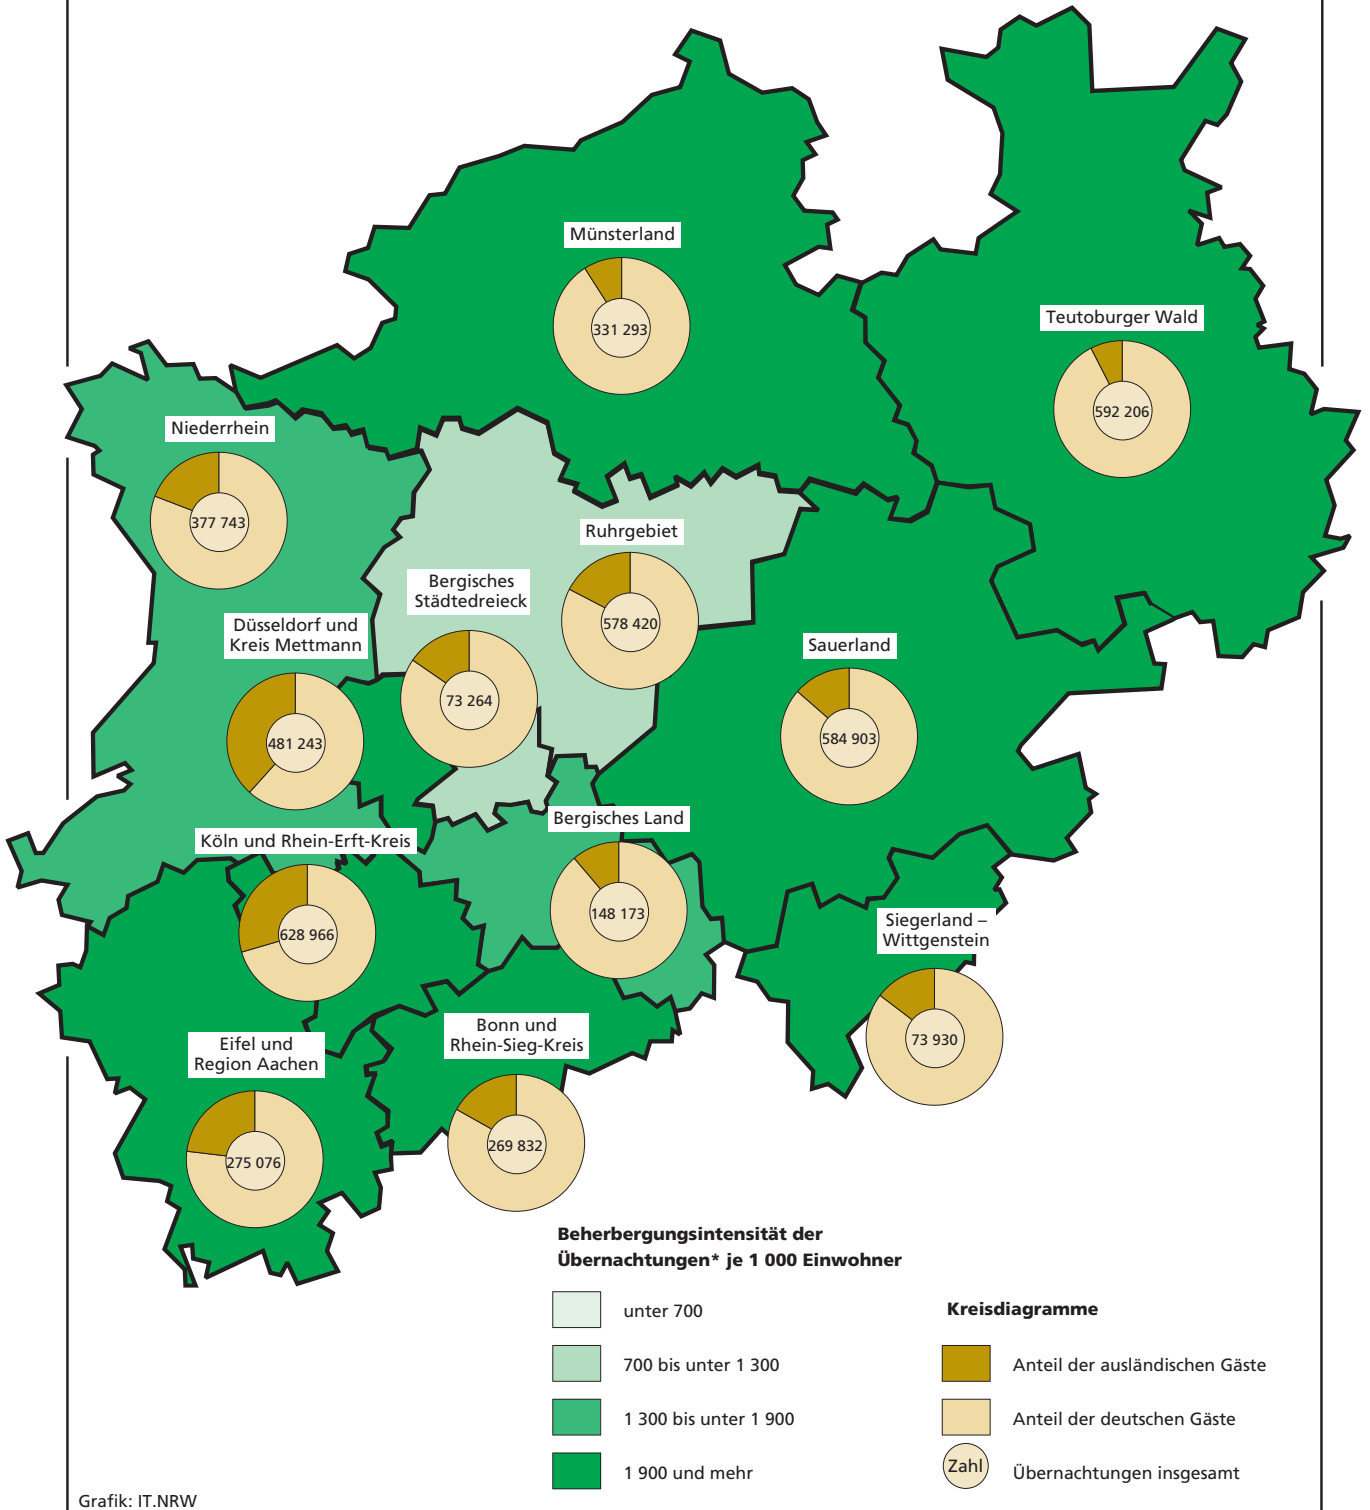 Münsterland
331 293
Teutoburger Wald
592 206
Niederrhein
377 743
Ruhrgebiet
578 420
Bergisches
Städtedreieck
73 264
Düsseldorf und
Kreis Mettmann
481 243
Sauerland
584 903
Bergisches Land
148 173
Köln und Rhein-Erft-Kreis
628 966
Siegerland –
Wittgenstein
73 930
Eifel und
Region Aachen
275 076
Bonn und
Rhein-Sieg-Kreis
269 832
Beherbergungsintensität der
Übernachtungen* je 1 000 Einwohner
unter 700
700 bis unter 1 300
1 300 bis unter 1 900
1 900 und mehr
Kreisdiagramme
Anteil der ausländischen Gäste
Anteil der deutschen Gäste
Zahl
Übernachtungen insgesamt
Grafik: IT.NRW